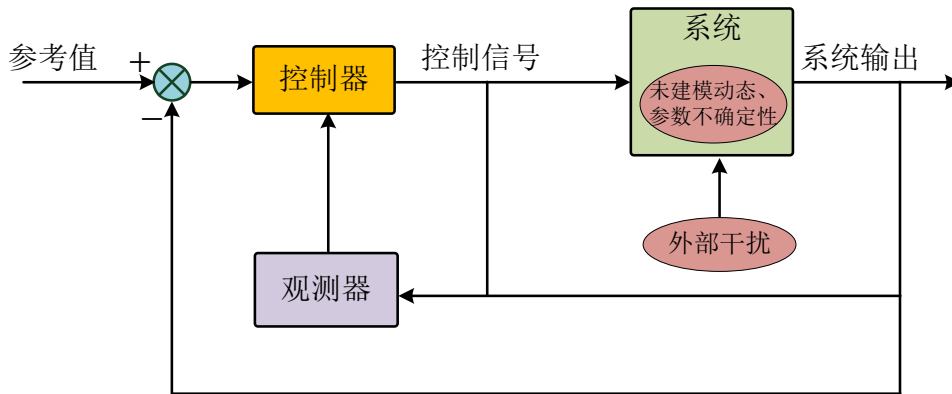 参考值
+
−
控制器
控制信号
系统
未建模动态、
参数不确定性
系统输出
外部干扰
观测器